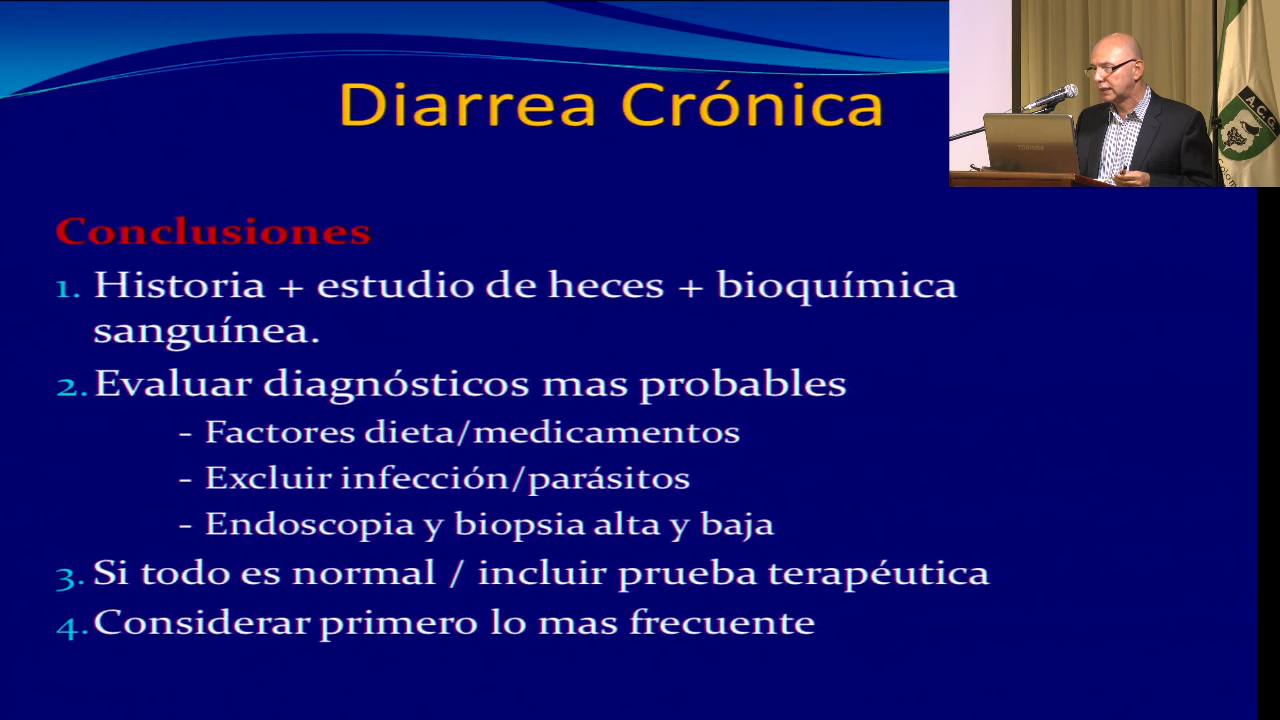 Diarrea Crónica
Conclusiones
1. Historia + estudio de heces + bioquímica
sanguínea.
2. Evaluar diagnósticos mas probables
- Factores dieta/medicamentos
- Excluir infección/parásitos
- Endoscopia y biopsia alta y baja
3. Si todo es normal / incluir prueba terapéutica
4. Considerar primero lo mas frecuente
TOSHIBA
A.C.G.